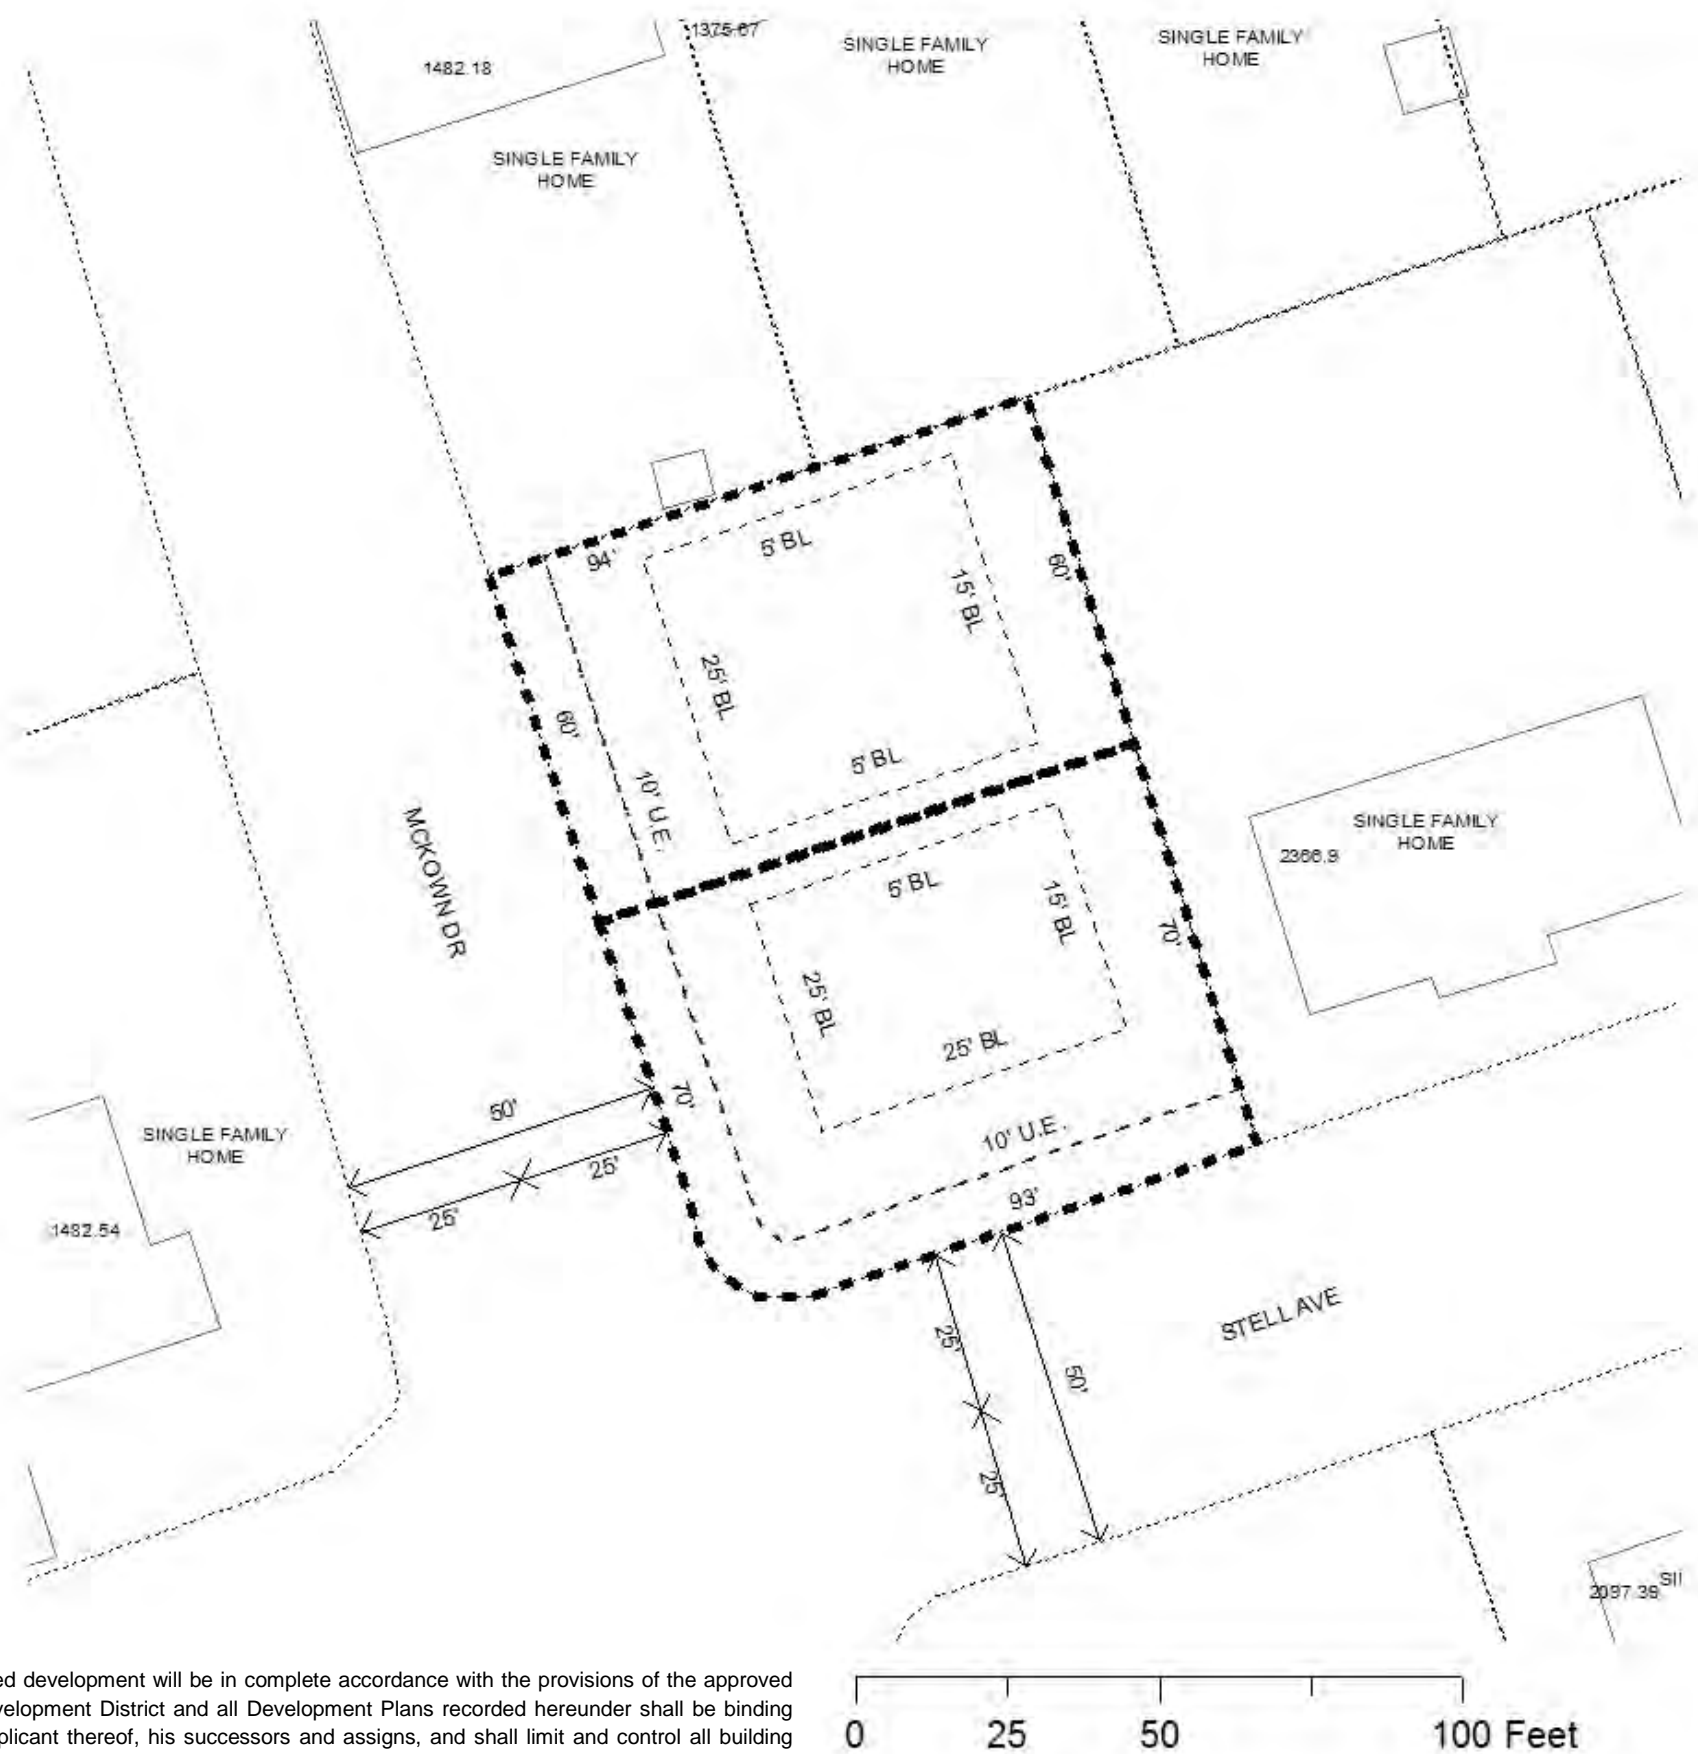 1375.67
1482.18
SINGLE FAMILY
HOME
SINGLE FAMILY
HOME
SINGLE FAMILY
HOME
94'
5' BL
60'
15' BL
25' BL
60'
5' BL
10' U.E.
MCKOWN DR
5' BL
15' BL
70'
25' BL
25' BL
SINGLE FAMILY
HOME
2366.9
50'
70'
25'
25'
10' U.E.
93'
SINGLE FAMILY
HOME
1482.54
STELL AVE
25'
50'
25'
2097.39
SII
ed development will be in complete accordance with the provisions of the approved
velopment District and all Development Plans recorded hereunder shall be binding
plicant thereof, his successors and assigns, and shall limit and control all building
0 25 50 100 Feet